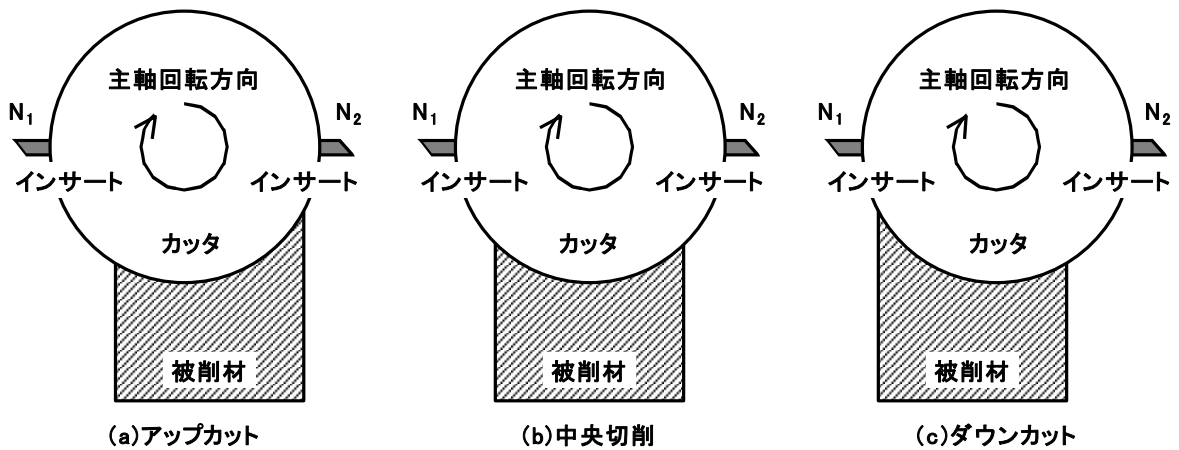 主軸回転方向
N1
N2
インサート
インサート
カッタ
被削材
(a)アップカット
主軸回転方向
N1
N2
インサート
インサート
カッタ
被削材
(b)中央切削
主軸回転方向
N1
N2
インサート
インサート
カッタ
被削材
(c)ダウンカット